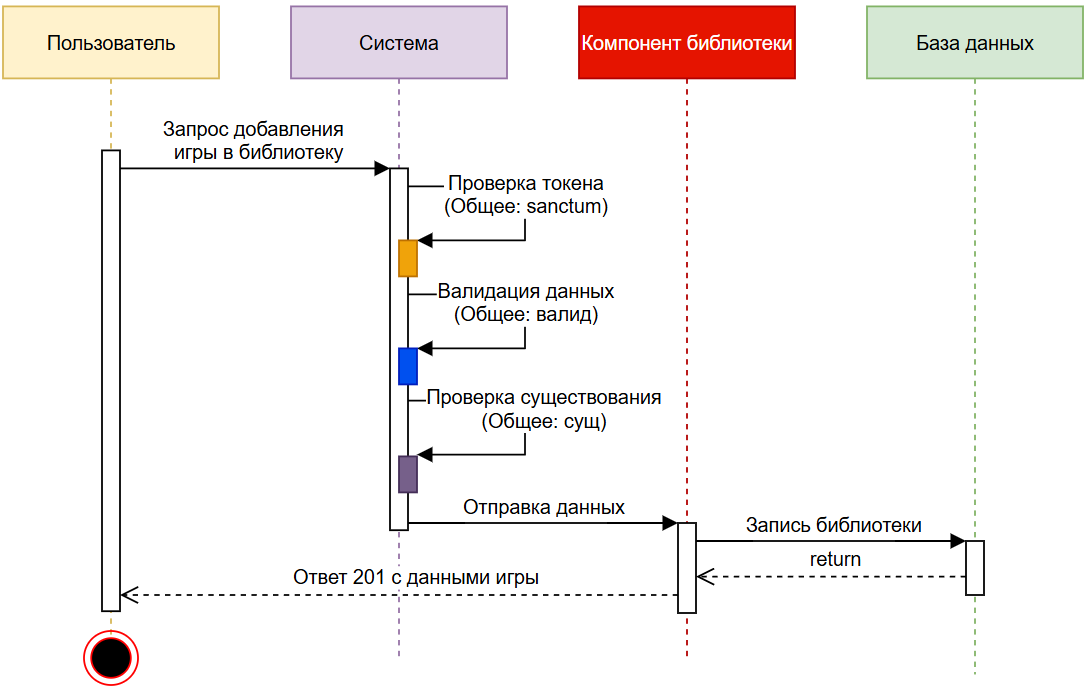 Пользователь
Система
Компонент библиотеки
База данных
Запрос добавления
игры в библиотеку
Проверка токена
(Общее: sanctum)
Валидация данных
(Общее: валид)
Проверка существования
(Общее: сущ)
Отправка данных
Запись библиотеки
return
Ответ 201 с данными игры